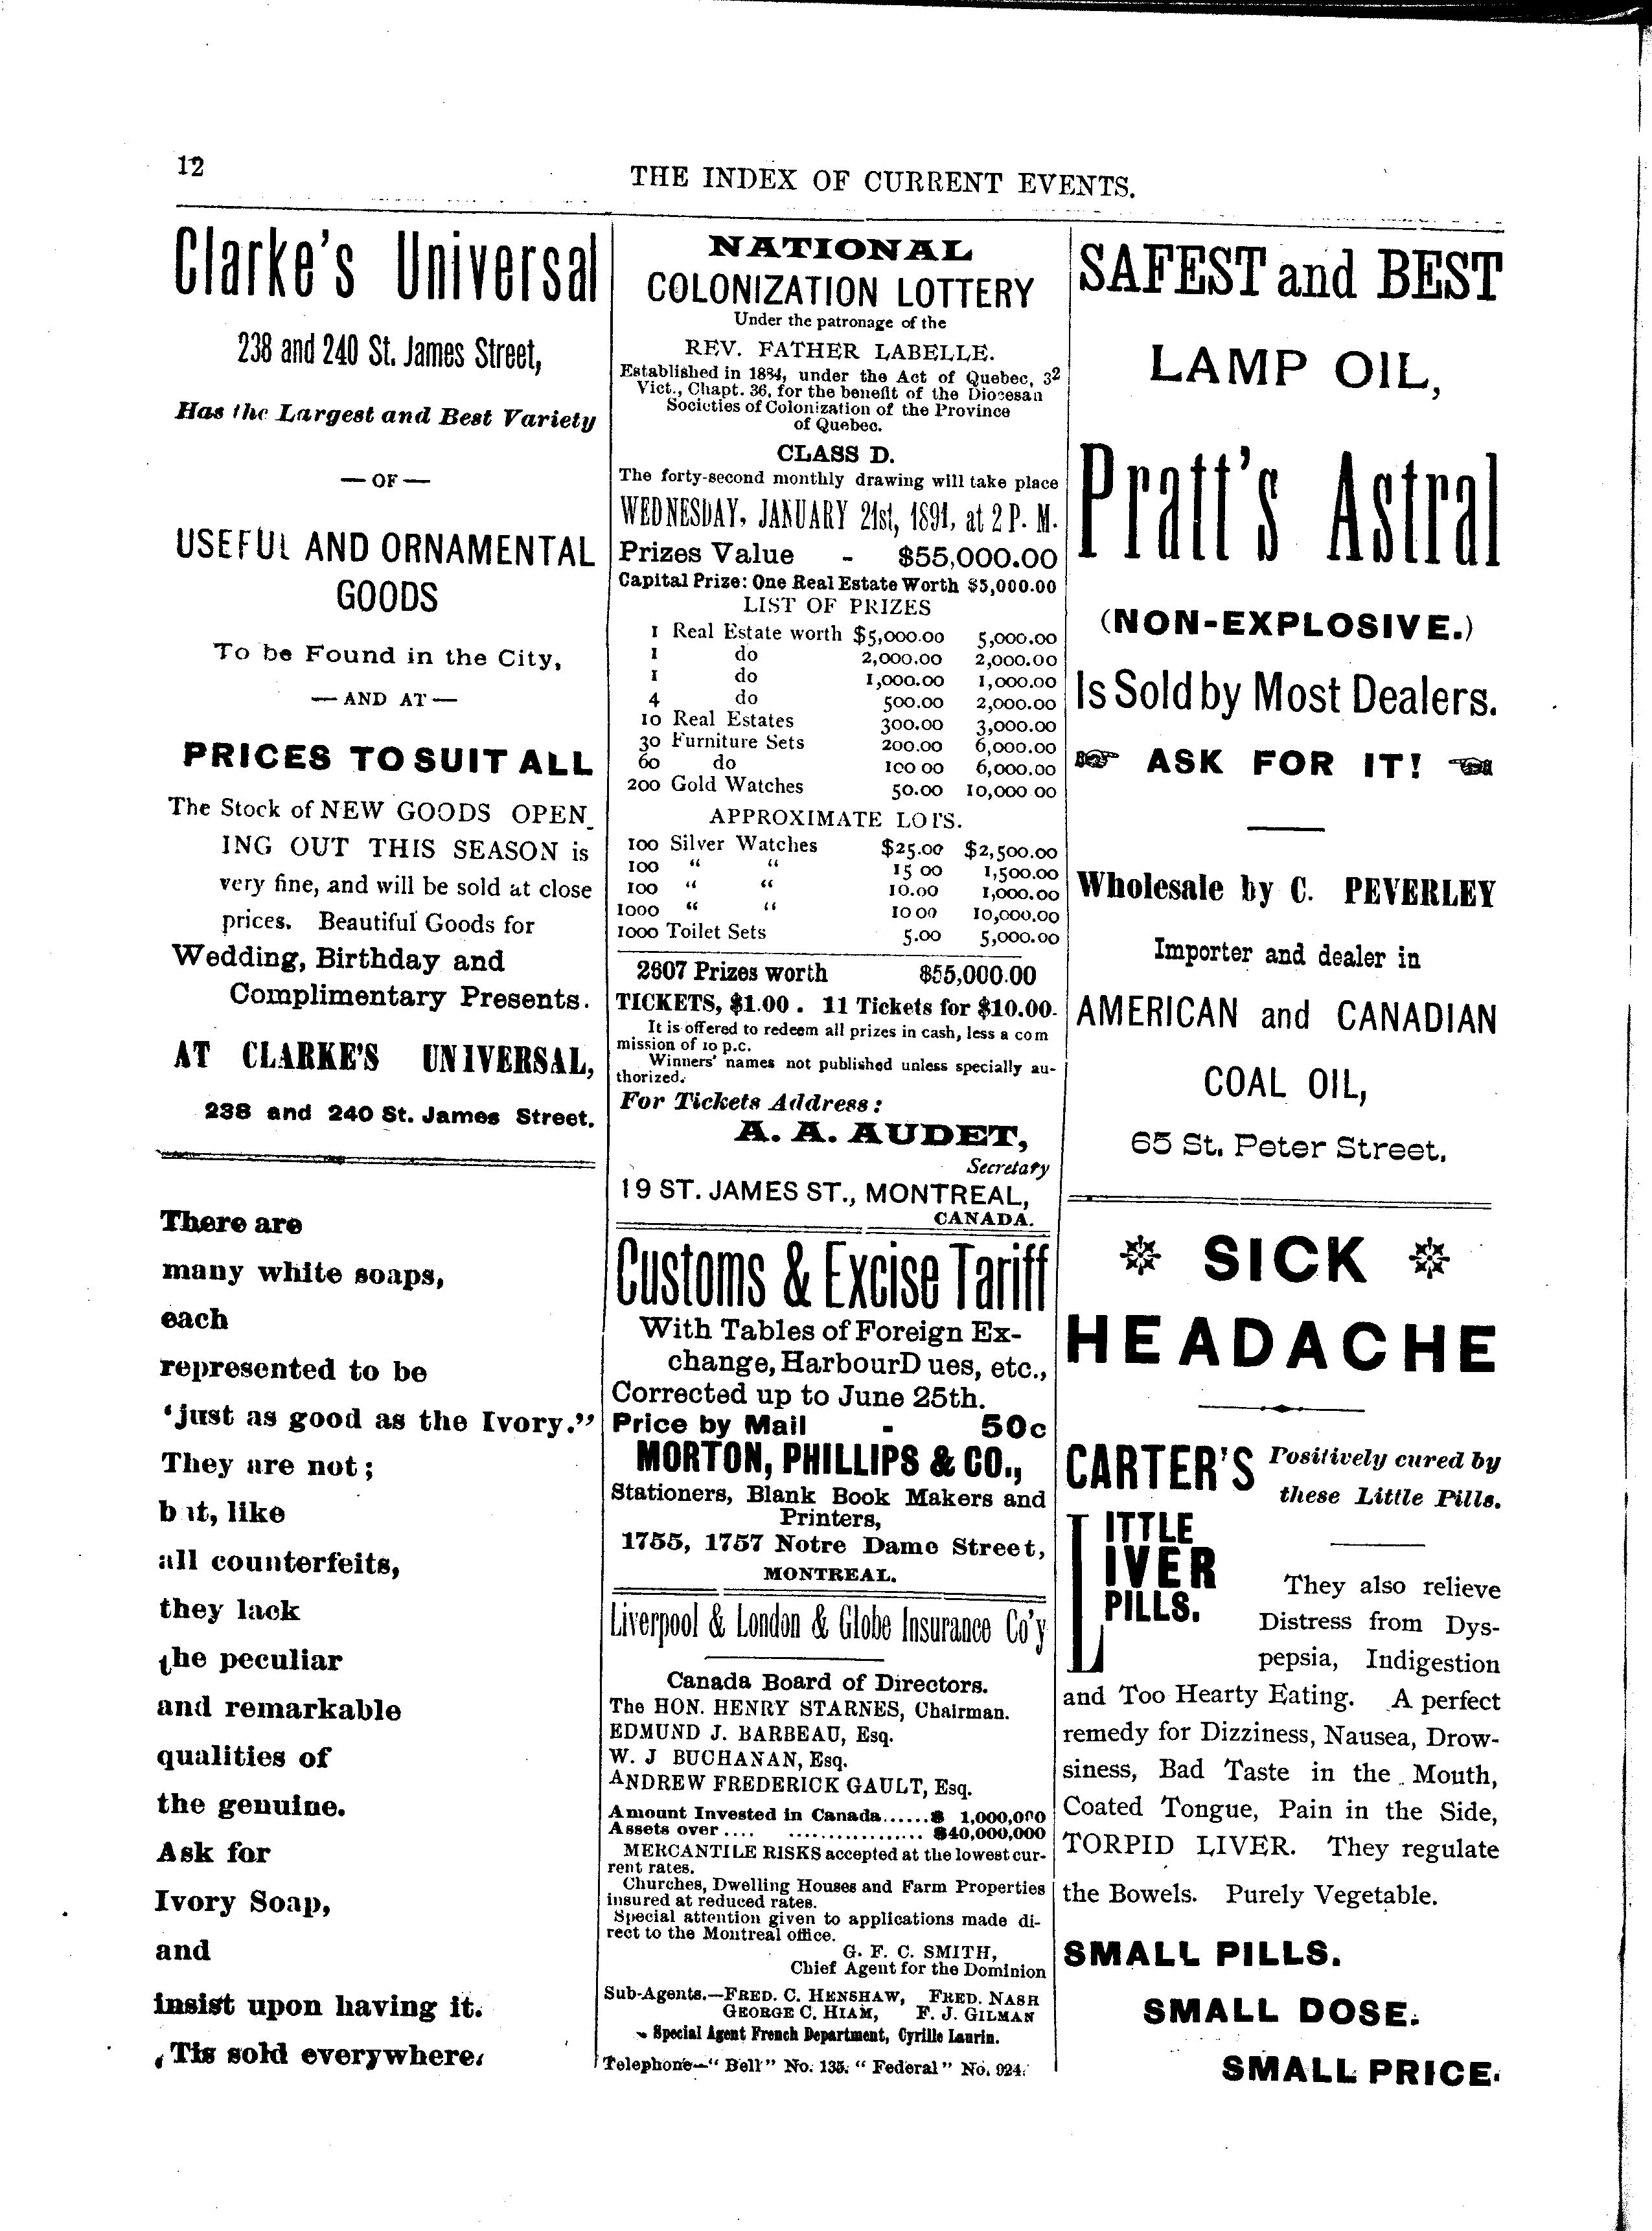 12
THE INDEX OF CURRENT EVENTS.
Clarke's Universal
238 and 240 St. James Street,
Has the Largest and Best Variety
— OF —
USEFUL AND ORNAMENTAL
GOODS
To be Found in the City,
— AND AT —
PRICES TO SUIT ALL
The Stock of NEW GOODS OPEN_
ING OUT THIS SEASON is
very fine, and will be sold at close
prices. Beautiful Goods for
Wedding, Birthday and
Complimentary Presents.
AT CLARKE'S UNIVERSAL,
238 and 240 St. James Street.
There are
many white soaps,
each
represented to be
'just as good as the Ivory."
They are not;
but, like
all counterfeits,
they lack
the peculiar
and remarkable
qualities of
the genuine.
Ask for
Ivory Soap,
and
insist upon having it.
'Tis sold everywhere.
NATIONAL
COLONIZATION LOTTERY
Under the patronage of the
REV. FATHER LABELLE.
Established in 1884, under the Act of Quebec, 32
Vict., Chapt. 36, for the benefit of the Diocesan
Societies of Colonization of the Province
of Quebec.
CLASS D.
The forty-second monthly drawing will take place
WEDNESDAY, JANUARY 21st, 1891, at 2 P. M.
Prizes Value - $55,000.00
Capital Prize: One Real Estate Worth $5,000.00
LIST OF PRIZES
1 Real Estate worth $5,000.00 5,000.00
1 do 2,000.00 2,000.00
1 do 1,000.00 1,000.00
4 do 500.00 2,000.00
10 Real Estates 300.00 3,000.00
30 Furniture Sets 200.00 6,000.00
60 do 100 00 6,000.00
200 Gold Watches 50.00 10,000 00
APPROXIMATE LOTS.
100 Silver Watches $25.00 $2,500.00
100 " " 15 00 1,500.00
100 " " 10.00 1,000.00
1000 " " 10 00 10,000.00
1000 Toilet Sets 5.00 5,000.00
2607 Prizes worth $55,000.00
TICKETS, $1.00 . 11 Tickets for $10.00.
It is offered to redeem all prizes in cash, less a com
mission of 10 p.c.
Winners' names not published unless specially au-
thorized.
For Tickets Address:
A. A. AUDET,
Secretary
19 ST. JAMES ST., MONTREAL,
CANADA.
Customs & Excise Tariff
With Tables of Foreign Ex-
change, HarbourD ues, etc.,
Corrected up to June 25th.
Price by Mail - 50c
MORTON, PHILLIPS & CO.,
Stationers, Blank Book Makers and
Printers,
1755, 1757 Notre Dame Street,
MONTREAL.
Liverpool & London & Globe Insurance Co'y
Canada Board of Directors.
The HON. HENRY STARNES, Chairman.
EDMUND J. BARBEAU, Esq.
W. J BUCHANAN, Esq.
ANDREW FREDERICK GAULT, Esq.
Amount Invested in Canada......$ 1,000,000
Assets over .... ................. $40,000,000
MERCANTILE RISKS accepted at the lowest cur-
rent rates.
Churches, Dwelling Houses and Farm Properties
insured at reduced rates.
Special attention given to applications made di-
rect to the Montreal office.
G. F. C. SMITH,
Chief Agent for the Dominion
Sub-Agents.—FRED. C. HENSHAW, FRED. NASH
GEORGE C. HIAM, F. J. GILMAN
Special Agent French Department, Cyrille Laurin.
Telephone—"Bell" No. 135. "Federal" No. 924.
SAFEST and BEST
LAMP OIL,
Pratt's Astral
(NON-EXPLOSIVE.)
Is Sold by Most Dealers.
☞ ASK FOR IT! ☜
Wholesale by C. PEVERLEY
Importer and dealer in
AMERICAN and CANADIAN
COAL OIL,
65 St. Peter Street.
SICK
HEADACHE
CARTER'S
LITTLE
LIVER
PILLS.
Positively cured by
these Little Pills.
They also relieve
Distress from Dys-
pepsia, Indigestion
and Too Hearty Eating. A perfect
remedy for Dizziness, Nausea, Drow-
siness, Bad Taste in the Mouth,
Coated Tongue, Pain in the Side,
TORPID LIVER. They regulate
the Bowels. Purely Vegetable.
SMALL PILLS.
SMALL DOSE.
SMALL PRICE.